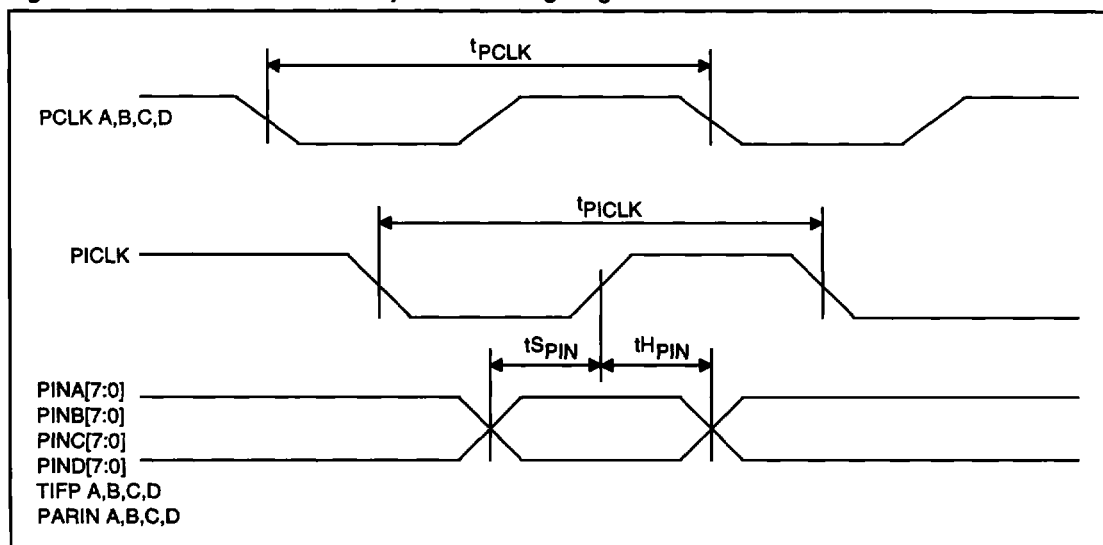 tPCLK
PCLK A,B,C,D
tPICLK
PICLK
tSPIN
tHPIN
PINA[7:0]
PINB[7:0]
PINC[7:0]
PIND[7:0]
TIFP A,B,C,D
PARIN A,B,C,D